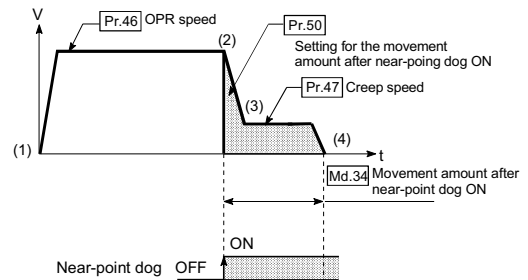 V
Pr.46 OPR speed
(2)
Pr.50
Setting for the movement
amount after near-poing dog ON
Pr.47 Creep speed
(3)
(1)
(4)
t
Md.34 Movement amount after
near-point dog ON
ON
Near-point dog OFF